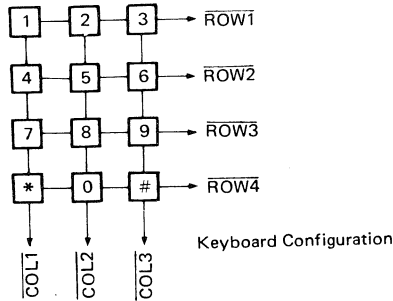 1 2 3 ROW1
4 5 6 ROW2
7 8 9 ROW3
* 0 # ROW4
COL1 COL2 COL3
Keyboard Configuration